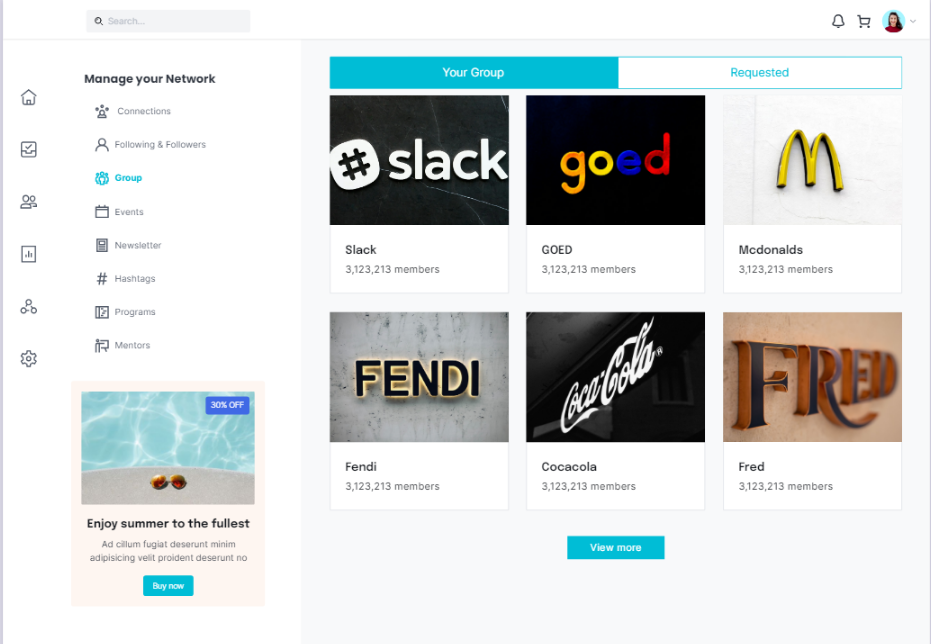 Search...
Manage your Network
Connections
Following & Followers
Group
Events
Newsletter
Hashtags
Programs
Mentors
30% OFF
Enjoy summer to the fullest
Ad cillum fugiat deserunt minim
adipisicing velit proident deserunt no
Buy now
Your Group
Requested
slack
goed
M
Slack
GOED
Mcdonalds
3,123,213 members
3,123,213 members
3,123,213 members
FENDI
Coca-Cola®
FRED
Fendi
Cocacola
Fred
3,123,213 members
3,123,213 members
3,123,213 members
View more